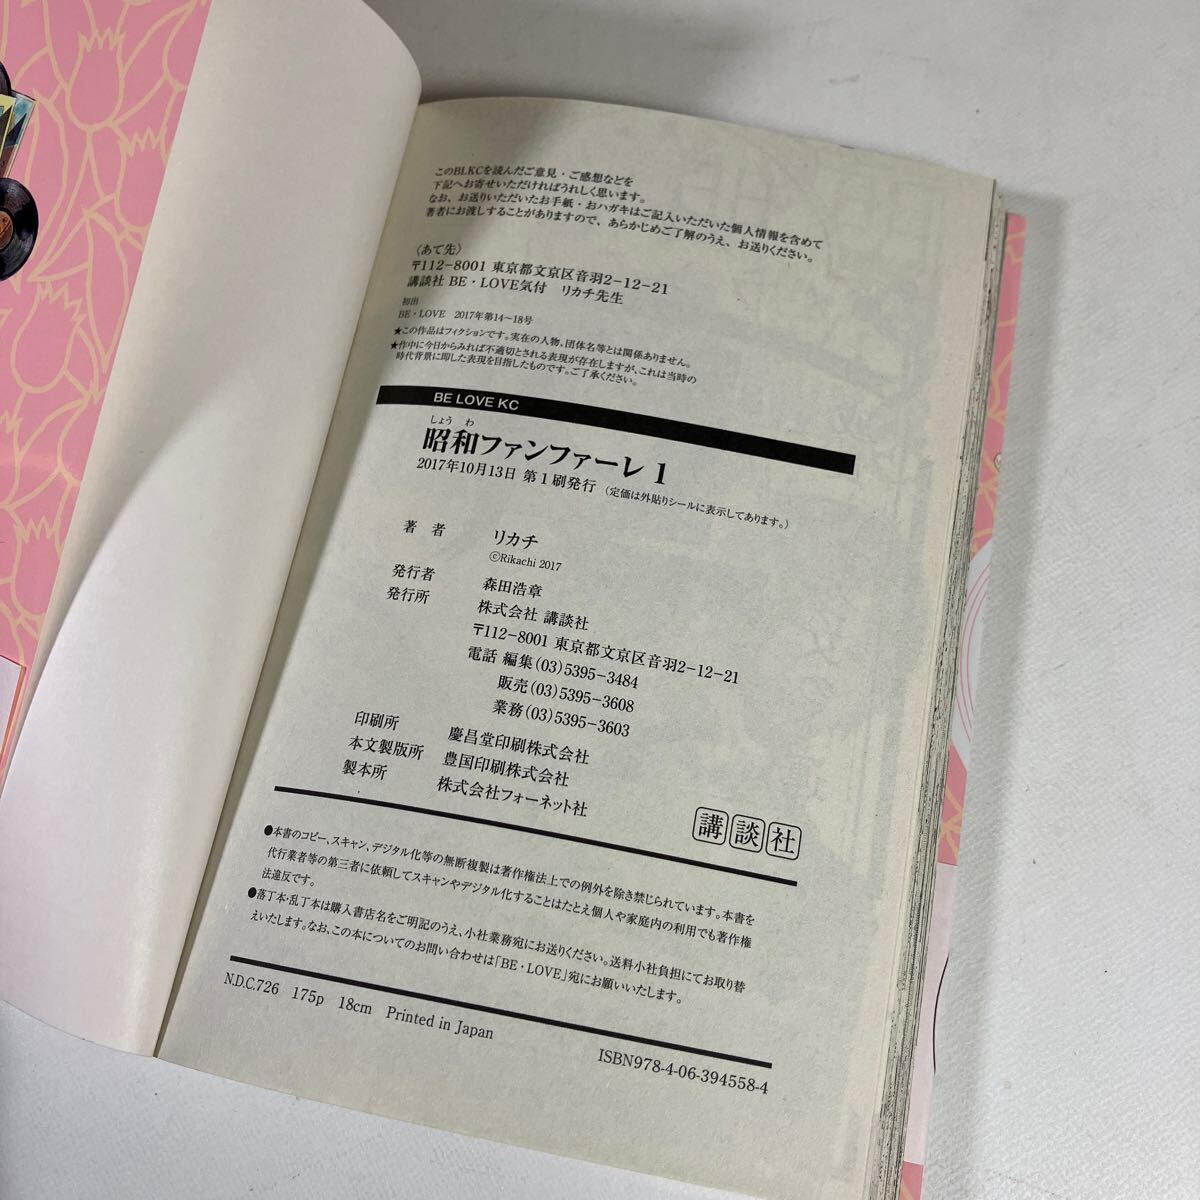 このBLKCを読んだご意見・ご感想などを
下記へお寄せいただければうれしく思います。
なお、お送りいただいたお手紙・おハガキはご記入いただいた個人情報を含めて
著者にお渡しすることがありますので、あらかじめご了解のうえ、お送りください。
〈あて先〉
〒112-8001 東京都文京区音羽2-12-21
講談社 BE・LOVE気付　リカチ先生
初出
BE・LOVE　2017年第14〜18号
★この作品はフィクションです。実在の人物、団体名等とは関係ありません。
★作中に今日からみれば不適切とされる表現が存在しますが、これは当時の
時代背景に即した表現を目指したものです。ご了承ください。
BE LOVE KC
しょうわ
昭和ファンファーレ 1
2017年10月13日 第1刷発行（定価は外貼りシールに表示してあります。）
著者　リカチ
©Rikachi 2017
発行者　森田浩章
発行所　株式会社 講談社
〒112-8001 東京都文京区音羽2-12-21
電話 編集(03)5395-3484
販売(03)5395-3608
業務(03)5395-3603
印刷所　慶昌堂印刷株式会社
本文製版所　豊国印刷株式会社
製本所　株式会社フォーネット社
講談社
●本書のコピー、スキャン、デジタル化等の無断複製は著作権法上での例外を除き禁じられています。本書を
代行業者等の第三者に依頼してスキャンやデジタル化することはたとえ個人や家庭内の利用でも著作権
法違反です。
●落丁本・乱丁本は購入書店名をご明記のうえ、小社業務宛にお送りください。送料小社負担にてお取り替
えいたします。なお、この本についてのお問い合わせは「BE・LOVE」宛にお願いいたします。
N.D.C.726　175p　18cm　Printed in Japan
ISBN978-4-06-394558-4